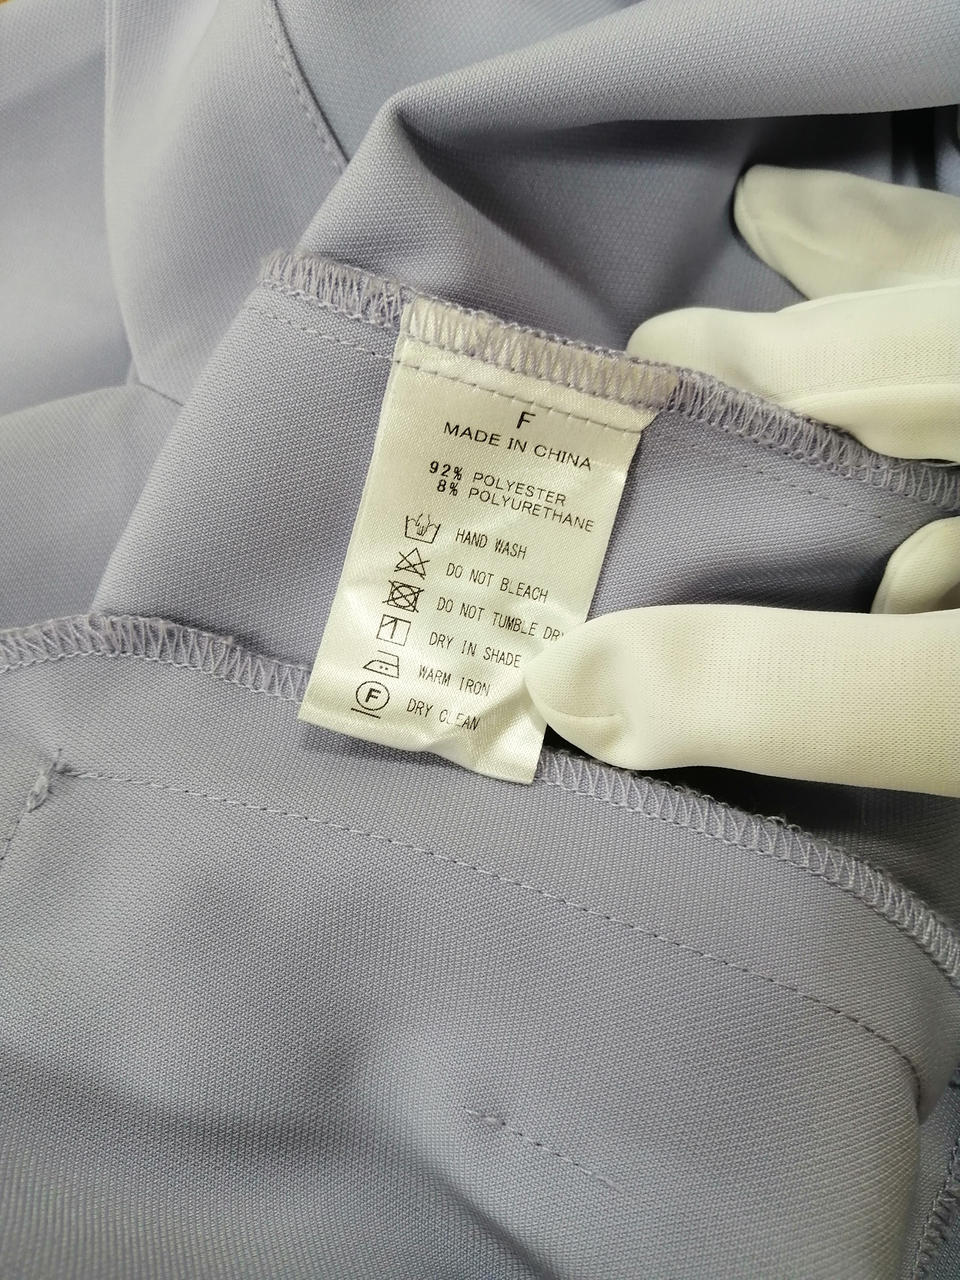 F
MADE IN CHINA
92% POLYESTER
8% POLYURETHANE
HAND WASH
DO NOT BLEACH
DO NOT TUMBLE DRY
DRY IN SHADE
WARM IRON
F DRY CLEAN